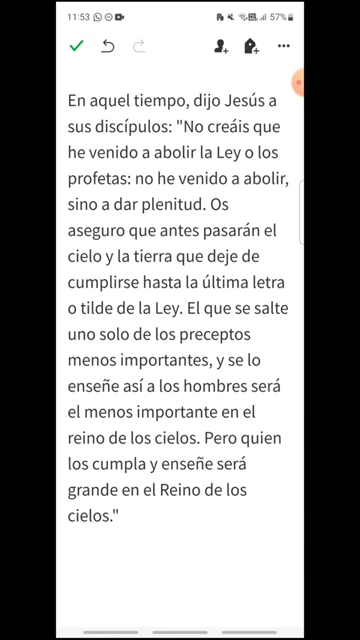 11:53
57%
En aquel tiempo, dijo Jesús a
sus discípulos: "No creáis que
he venido a abolir la Ley o los
profetas: no he venido a abolir,
sino a dar plenitud. Os
aseguro que antes pasarán el
cielo y la tierra que deje de
cumplirse hasta la última letra
o tilde de la Ley. El que se salte
uno solo de los preceptos
menos importantes, y se lo
enseñe así a los hombres será
el menos importante en el
reino de los cielos. Pero quien
los cumpla y enseñe será
grande en el Reino de los
cielos."